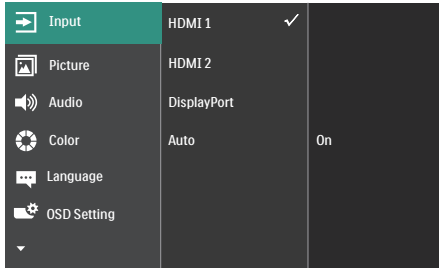 Input
HDMI 1
Picture
HDMI 2
Audio
DisplayPort
Color
Auto
On
Language
OSD Setting